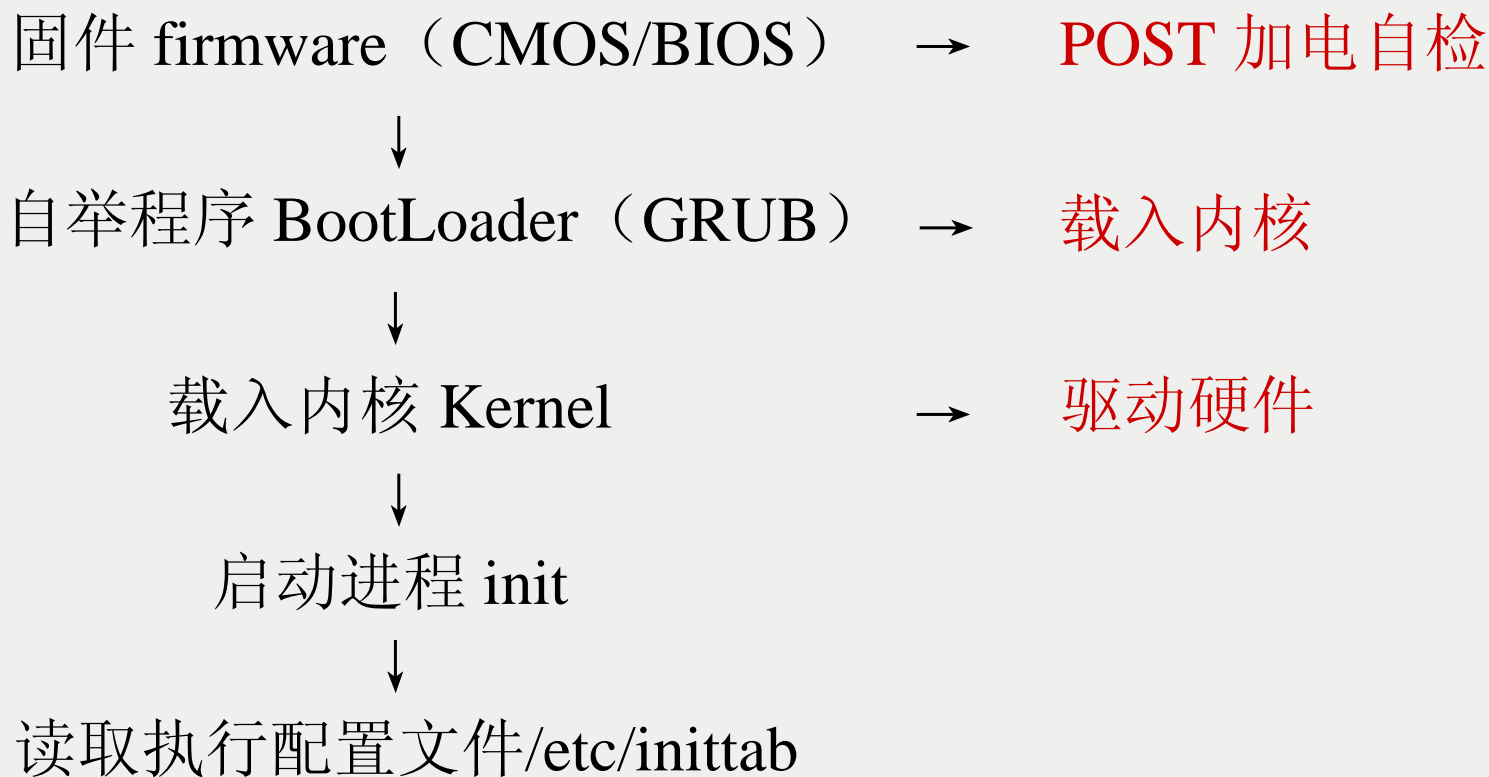 固件 firmware（CMOS/BIOS） → POST 加电自检
↓
自举程序 BootLoader（GRUB） → 载入内核
↓
载入内核 Kernel → 驱动硬件
↓
启动进程 init
↓
读取执行配置文件/etc/inittab